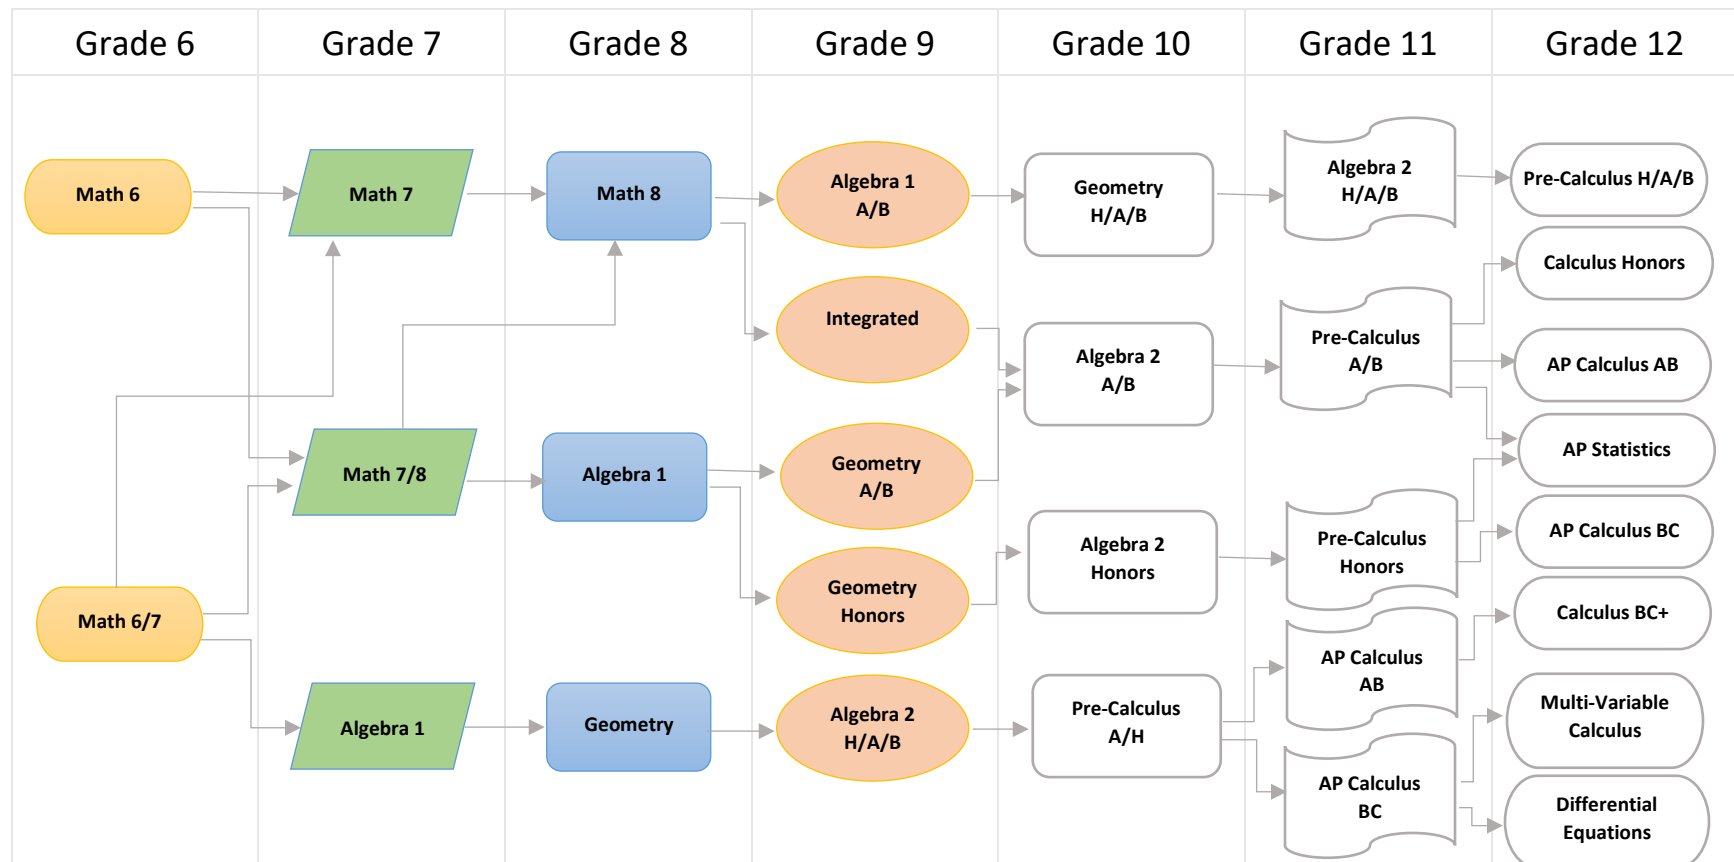 Grade 6
Grade 7
Grade 8
Grade 9
Grade 10
Grade 11
Grade 12
Math 6
Math 6/7
Math 7
Math 7/8
Algebra 1
Math 8
Algebra 1
Geometry
Algebra 1
A/B
Integrated
Geometry
A/B
Geometry
Honors
Algebra 2
H/A/B
Geometry
H/A/B
Algebra 2
A/B
Algebra 2
Honors
Pre-Calculus
A/H
Algebra 2
H/A/B
Pre-Calculus
A/B
Pre-Calculus
Honors
AP Calculus
AB
AP Calculus
BC
Pre-Calculus H/A/B
Calculus Honors
AP Calculus AB
AP Statistics
AP Calculus BC
Calculus BC+
Multi-Variable
Calculus
Differential
Equations